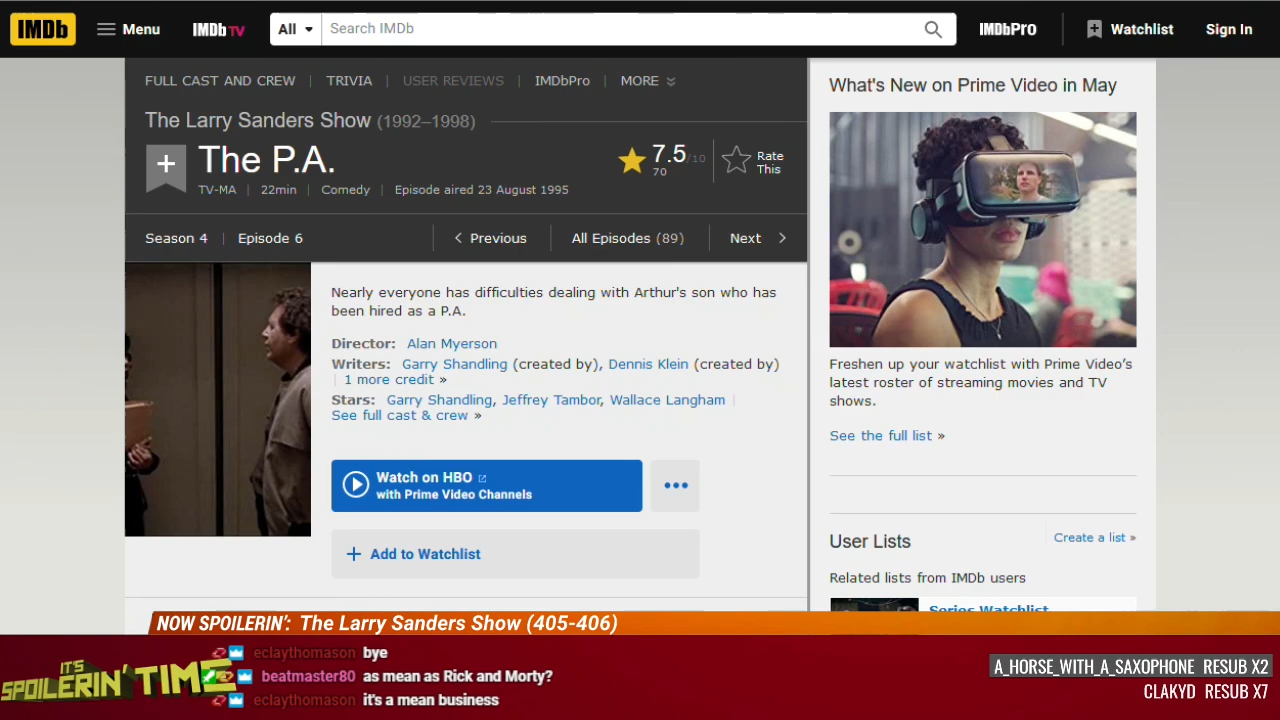 IMDb Menu IMDbTV All Search IMDb IMDbPro Watchlist Sign In
FULL CAST AND CREW | TRIVIA | USER REVIEWS | IMDbPro | MORE
The Larry Sanders Show (1992–1998)
+ The P.A.
7.5/10
70
Rate This
TV-MA | 22min | Comedy | Episode aired 23 August 1995
Season 4 | Episode 6
Previous | All Episodes (89) | Next
Nearly everyone has difficulties dealing with Arthur's son who has
been hired as a P.A.
Director: Alan Myerson
Writers: Garry Shandling (created by), Dennis Klein (created by)
| 1 more credit »
Stars: Garry Shandling, Jeffrey Tambor, Wallace Langham |
See full cast & crew »
Watch on HBO
with Prime Video Channels
+ Add to Watchlist
What's New on Prime Video in May
Freshen up your watchlist with Prime Video's
latest roster of streaming movies and TV
shows.
See the full list »
User Lists
Create a list »
Related lists from IMDb users
Series Watchlist
NOW SPOILERIN': The Larry Sanders Show (405-406)
IT'S
SPOILERIN' TIME
eclaythomason bye
beatmaster80 as mean as Rick and Morty?
eclaythomason it's a mean business
A_HORSE_WITH_A_SAXOPHONE RESUB X2
CLAKYD RESUB X7